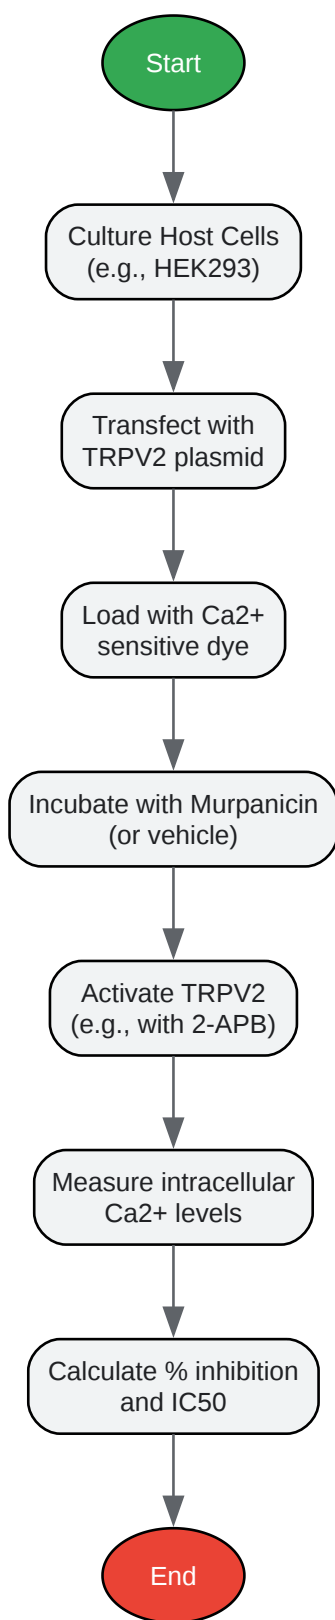 Start
Culture Host Cells
(e.g., HEK293)
Transfect with
TRPV2 plasmid
Load with Ca2+
sensitive dye
Incubate with Murpanicin
(or vehicle)
Activate TRPV2
(e.g., with 2-APB)
Measure intracellular
Ca2+ levels
Calculate % inhibition
and IC50
End